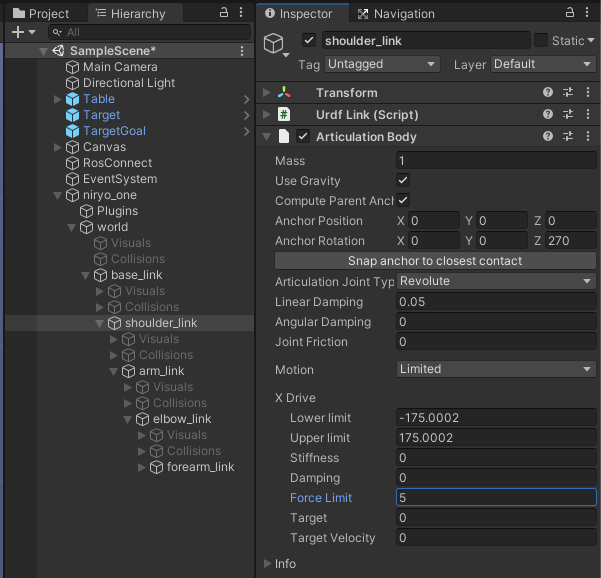 Project
Hierarchy
All
SampleScene*
Main Camera
Directional Light
Table
Target
TargetGoal
Canvas
RosConnect
EventSystem
niryo_one
Plugins
world
Visuals
Collisions
base_link
Visuals
Collisions
shoulder_link
Visuals
Collisions
arm_link
Visuals
Collisions
elbow_link
Visuals
Collisions
forearm_link
Inspector
Navigation
shoulder_link
Static
Tag Untagged Layer Default
Transform
Urdf Link (Script)
Articulation Body
Mass 1
Use Gravity
Compute Parent Anch
Anchor Position X 0 Y 0 Z 0
Anchor Rotation X 0 Y 0 Z 270
Snap anchor to closest contact
Articulation Joint Typ Revolute
Linear Damping 0.05
Angular Damping 0
Joint Friction 0
Motion Limited
X Drive
Lower limit -175.0002
Upper limit 175.0002
Stiffness 0
Damping 0
Force Limit 5
Target 0
Target Velocity 0
Info